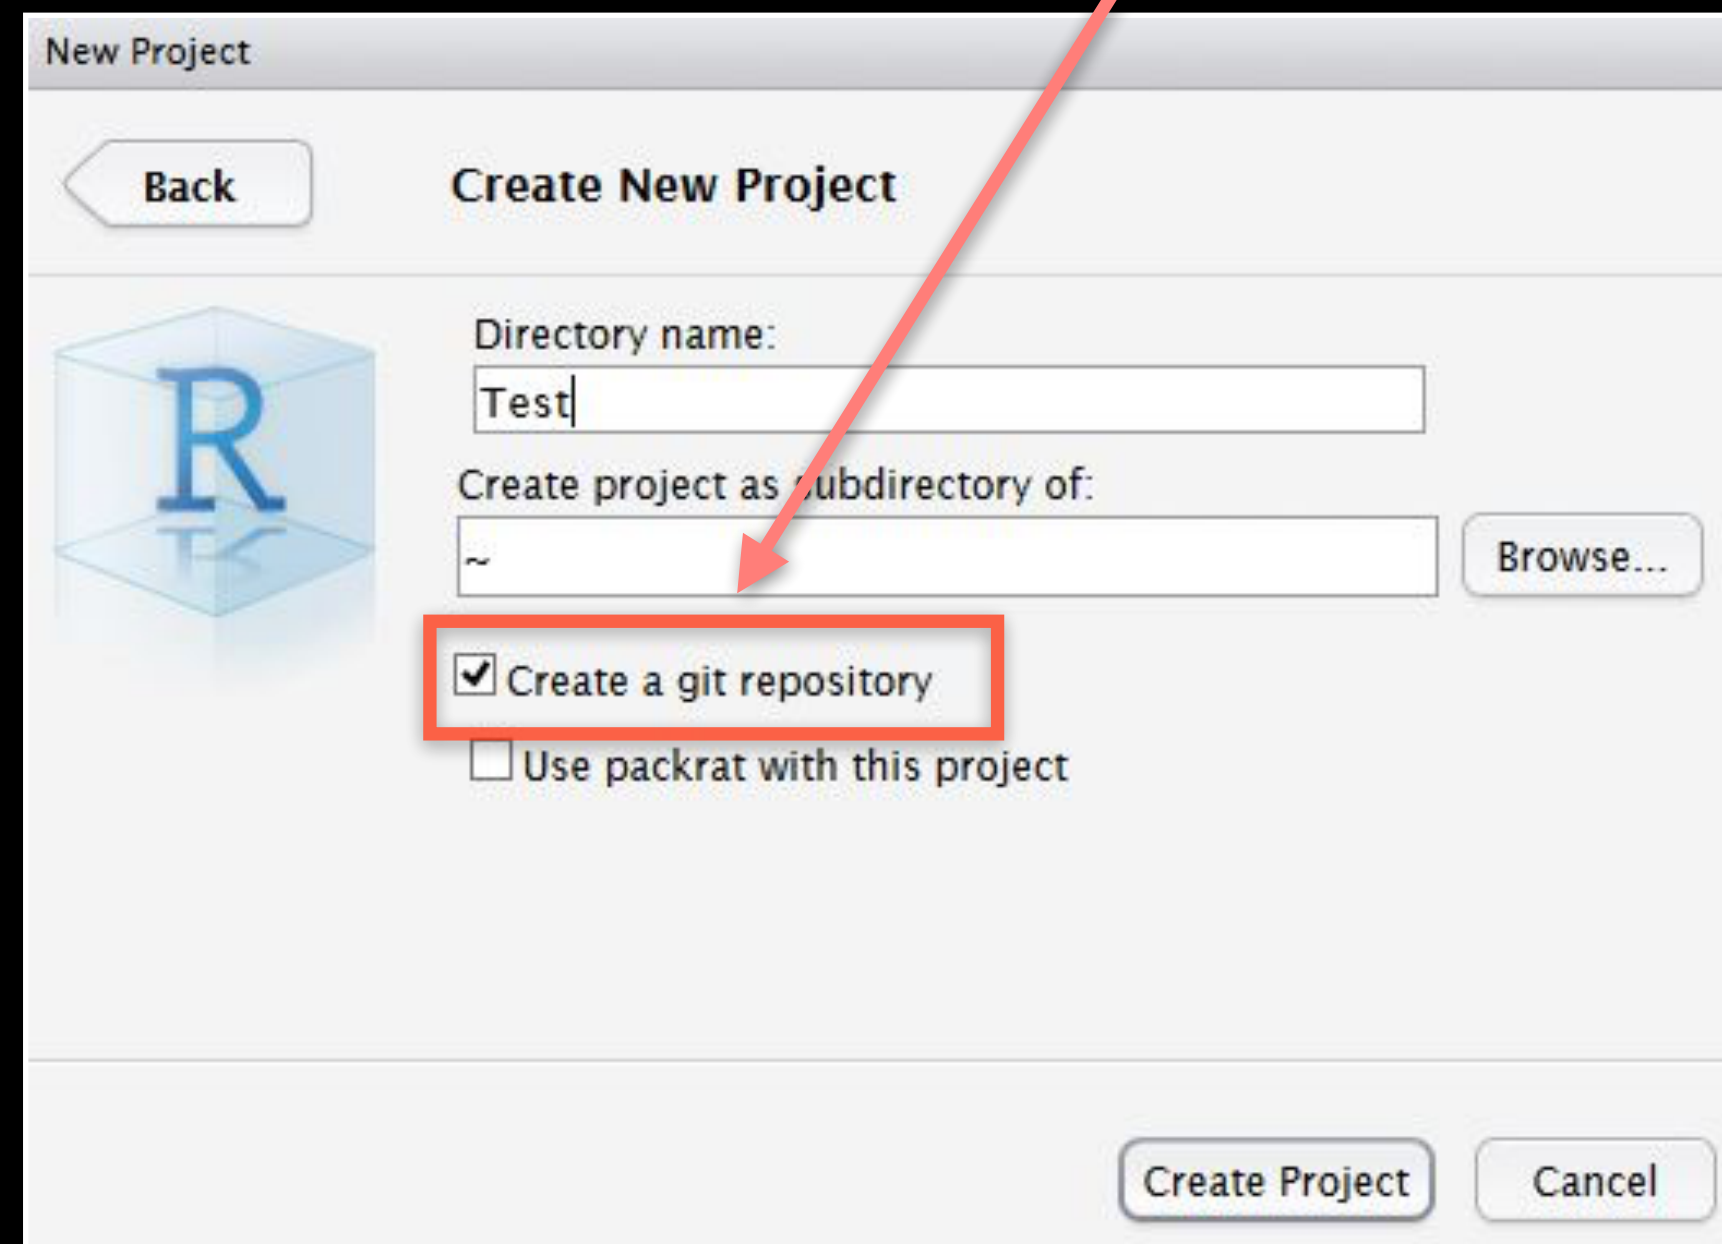 New Project
Back
Create New Project
R
Directory name:
Test
Create project as subdirectory of:
~
Browse...
Create a git repository
Use packrat with this project
Create Project
Cancel